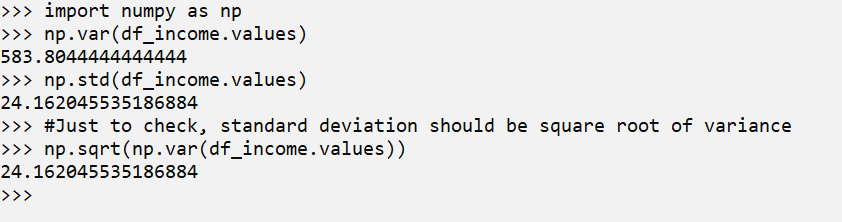 >>> import numpy as np
>>> np.var(df_income.values)
583.8044444444444
>>> np.std(df_income.values)
24.162045535186884
>>> #Just to check, standard deviation should be square root of variance
>>> np.sqrt(np.var(df_income.values))
24.162045535186884
>>>